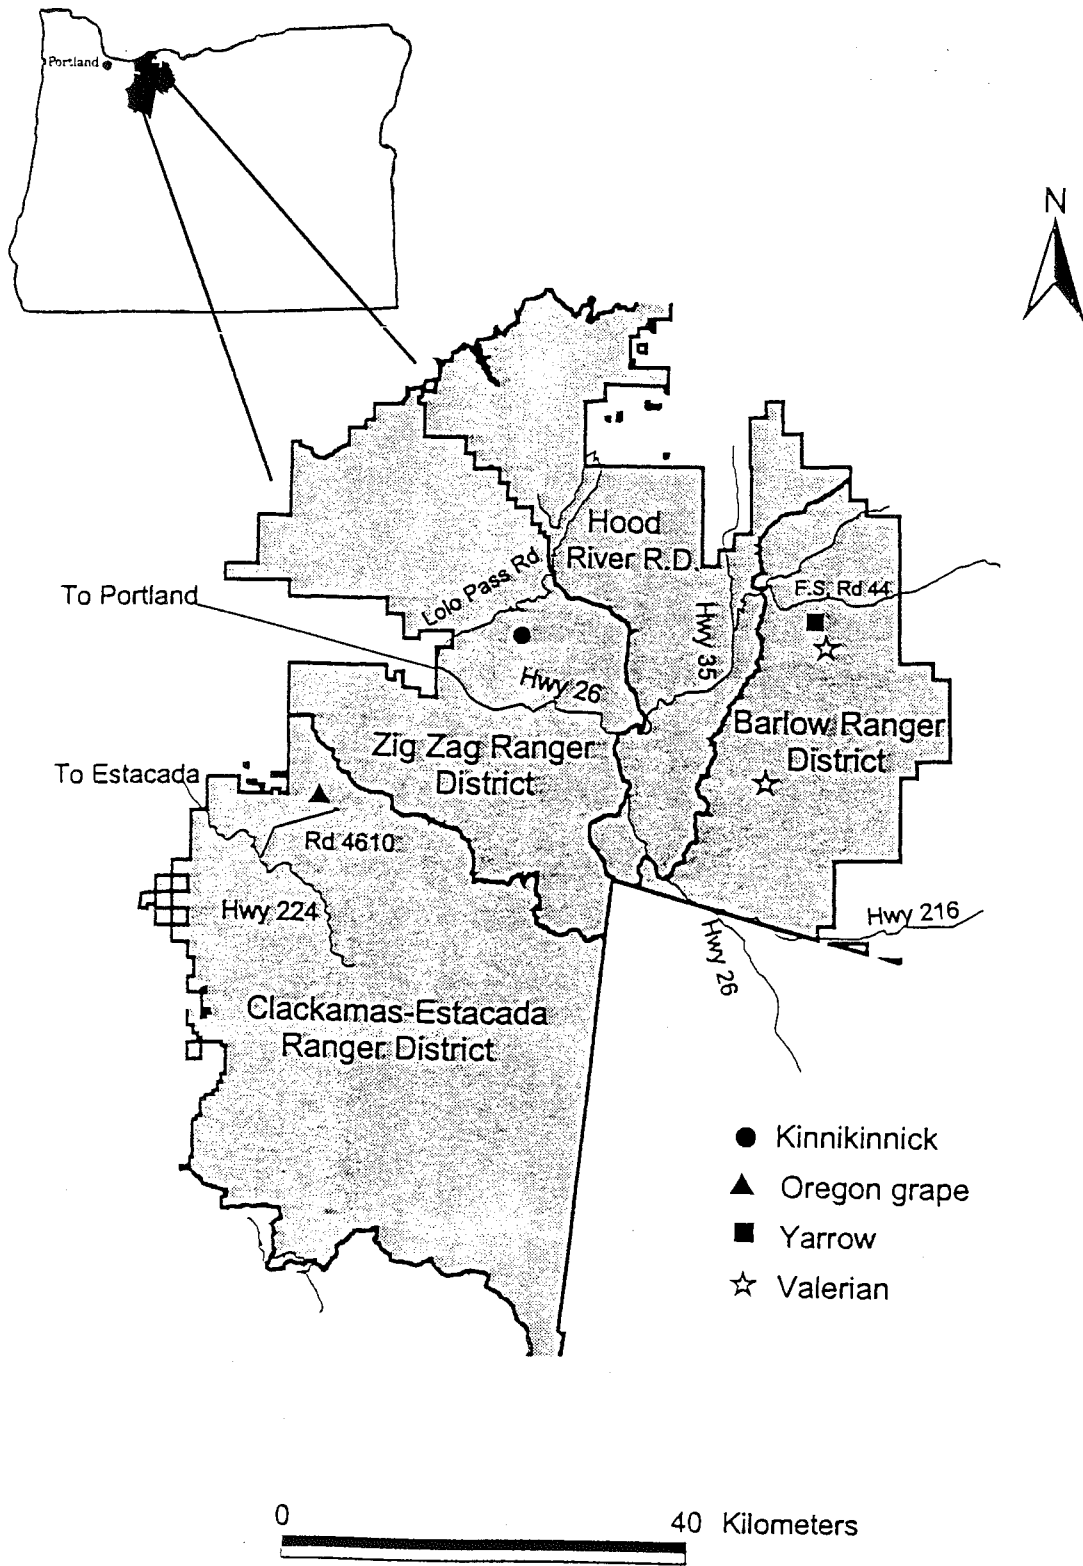 Portland
N
Hood
River R.D.
Lolo Pass Rd
To Portland
F.S. Rd 44
Hwy 35
Hwy 26
Barlow Ranger
District
Zig Zag Ranger
District
To Estacada
Rd 4610
Hwy 224
Hwy 216
Hwy 26
Clackamas-Estacada
Ranger District
Kinnikinnick
Oregon grape
Yarrow
Valerian
0 40 Kilometers